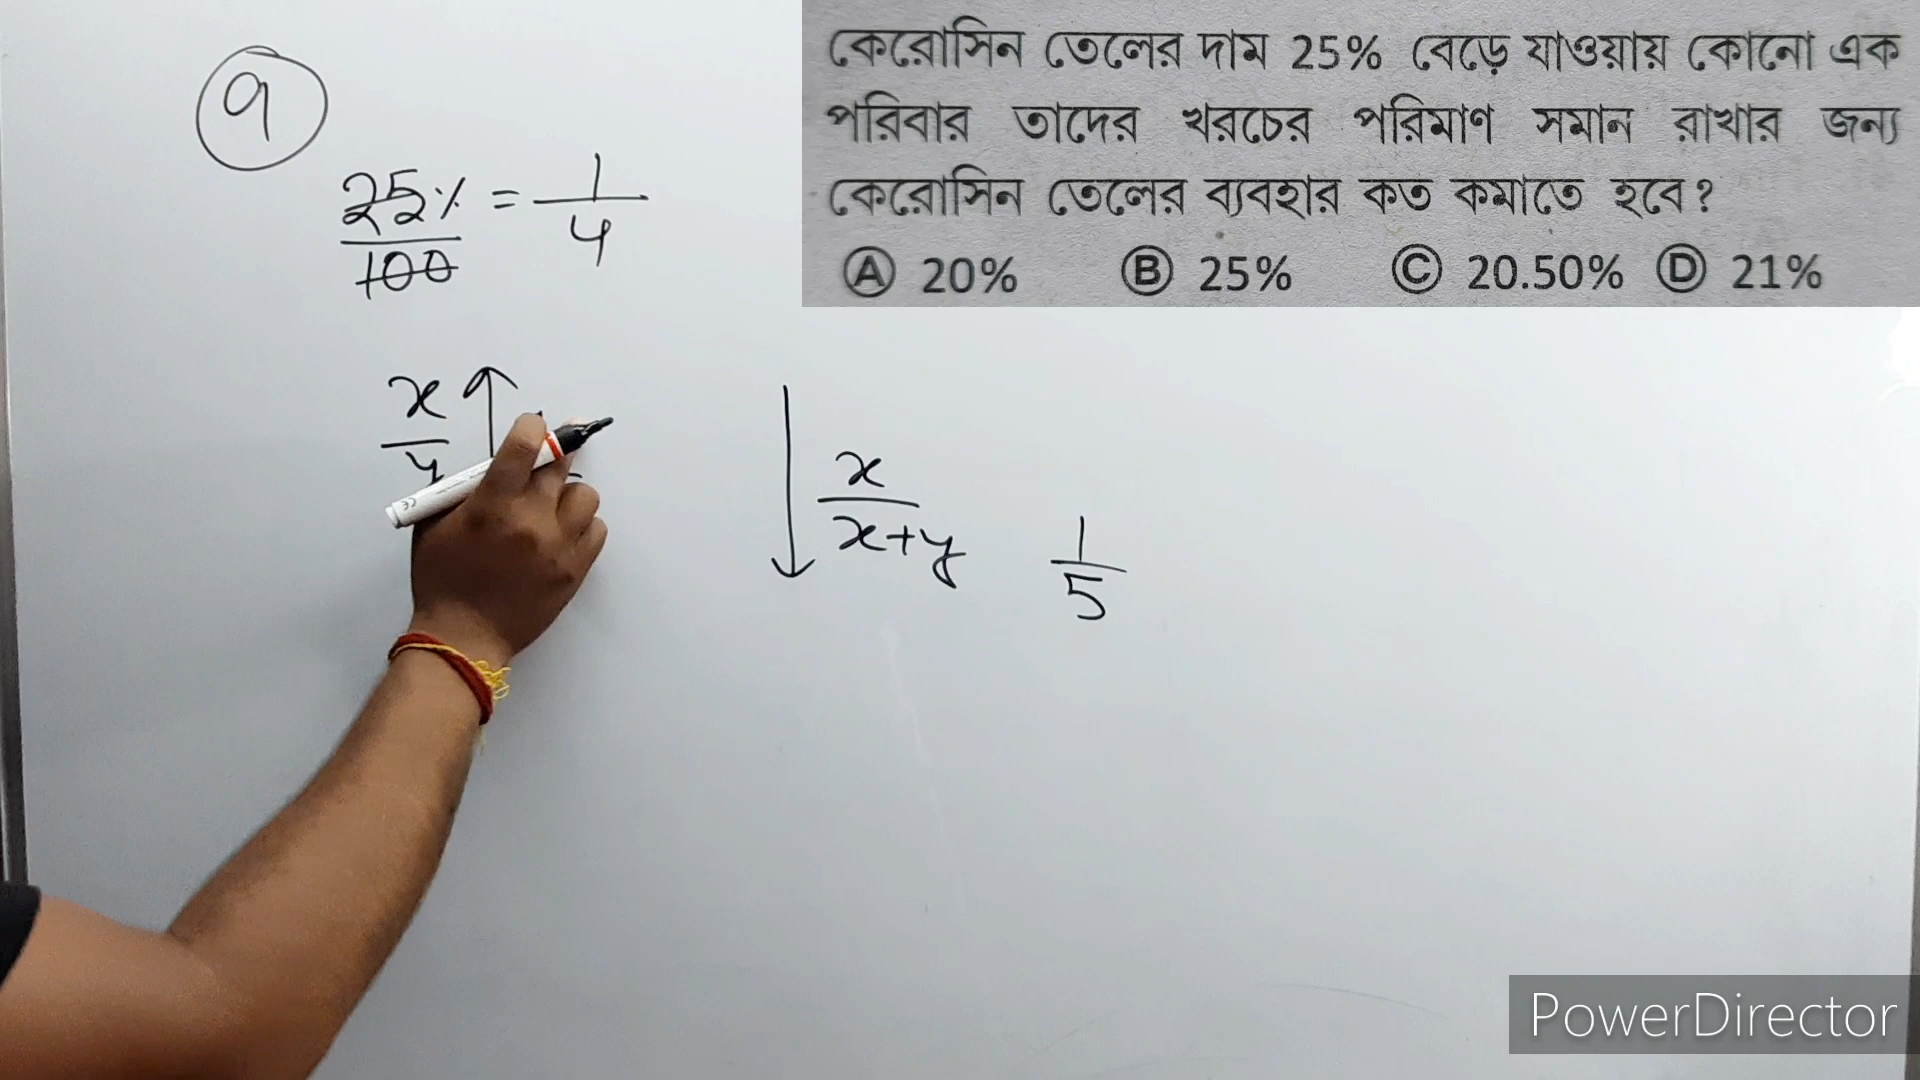 কেরোসিন তেলের দাম 25% বেড়ে যাওয়ায় কোনো এক
পরিবার তাদের খরচের পরিমাণ সমান রাখার জন্য
কেরোসিন তেলের ব্যবহার কত কমাতে হবে?
Ⓐ 20% Ⓑ 25% Ⓒ 20.50% Ⓓ 21%
9
25% = 1
100 4
x
y
x
x+y
1
5
PowerDirector